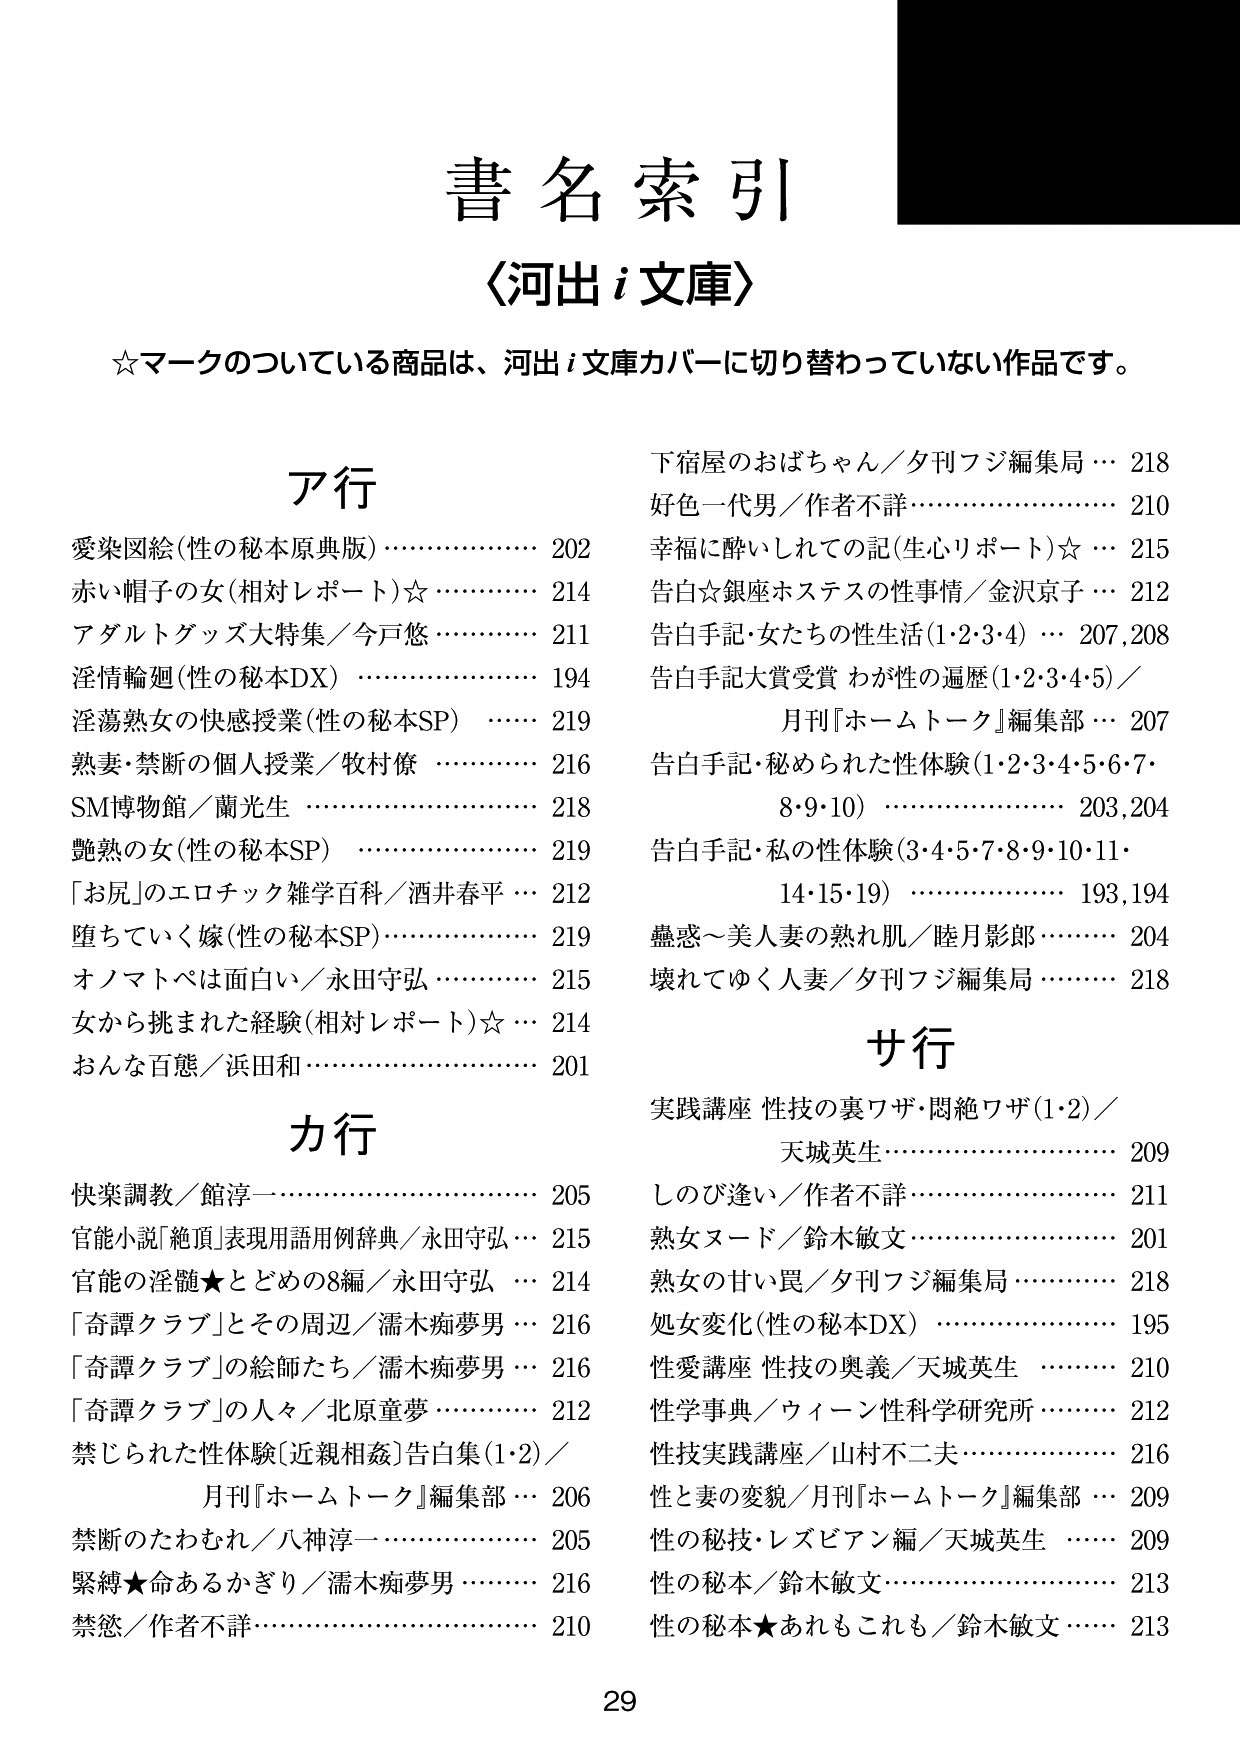 書名索引
〈河出i文庫〉
☆マークのついている商品は、河出i文庫カバーに切り替わっていない作品です。
ア行
愛染図絵(性の秘本原典版)……………… 202
赤い帽子の女(相対レポート)☆………… 214
アダルトグッズ大特集／今戸悠………… 211
淫情輪廻(性の秘本DX) ………………… 194
淫蕩熟女の快感授業(性の秘本SP) …… 219
熟妻・禁断の個人授業／牧村僚 ………… 216
SM博物館／蘭光生 ……………………… 218
艶熟の女(性の秘本SP) ………………… 219
「お尻」のエロチック雑学百科／酒井春平 … 212
堕ちていく嫁(性の秘本SP)……………… 219
オノマトペは面白い／永田守弘………… 215
女から挑まれた経験(相対レポート)☆ … 214
おんな百態／浜田和……………………… 201
カ行
快楽調教／館淳一………………………… 205
官能小説「絶頂」表現用語用例辞典／永田守弘… 215
官能の淫髄★とどめの8編／永田守弘 … 214
「奇譚クラブ」とその周辺／濡木痴夢男 … 216
「奇譚クラブ」の絵師たち／濡木痴夢男 … 216
「奇譚クラブ」の人々／北原童夢………… 212
禁じられた性体験〔近親相姦〕告白集(1・2)／
月刊『ホームトーク』編集部 … 206
禁断のたわむれ／八神淳一……………… 205
緊縛★命あるかぎり／濡木痴夢男……… 216
禁慾／作者不詳…………………………… 210
下宿屋のおばちゃん／夕刊フジ編集局 … 218
好色一代男／作者不詳…………………… 210
幸福に酔いしれての記(生心リポート)☆ … 215
告白☆銀座ホステスの性事情／金沢京子 … 212
告白手記・女たちの性生活(1・2・3・4) … 207,208
告白手記大賞受賞 わが性の遍歴(1・2・3・4・5)／
月刊『ホームトーク』編集部 … 207
告白手記・秘められた性体験(1・2・3・4・5・6・7・
8・9・10) ………………… 203,204
告白手記・私の性体験(3・4・5・7・8・9・10・11・
14・15・19) ……………… 193,194
蠱惑～美人妻の熟れ肌／睦月影郎……… 204
壊れてゆく人妻／夕刊フジ編集局……… 218
サ行
実践講座 性技の裏ワザ・悶絶ワザ(1・2)／
天城英生……………………… 209
しのび逢い／作者不詳…………………… 211
熟女ヌード／鈴木敏文…………………… 201
熟女の甘い罠／夕刊フジ編集局………… 218
処女変化(性の秘本DX) ………………… 195
性愛講座 性技の奥義／天城英生 ……… 210
性学事典／ウィーン性科学研究所……… 212
性技実践講座／山村不二夫……………… 216
性と妻の変貌／月刊『ホームトーク』編集部 … 209
性の秘技・レズビアン編／天城英生 …… 209
性の秘本／鈴木敏文……………………… 213
性の秘本★あれもこれも／鈴木敏文…… 213
29